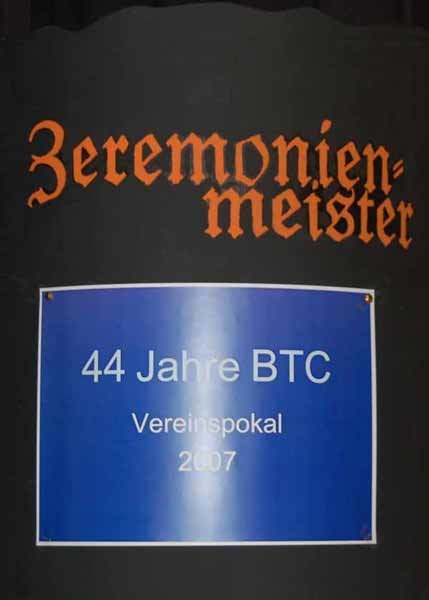 Zeremonien=
meister
44 Jahre BTC
Vereinspokal
2007